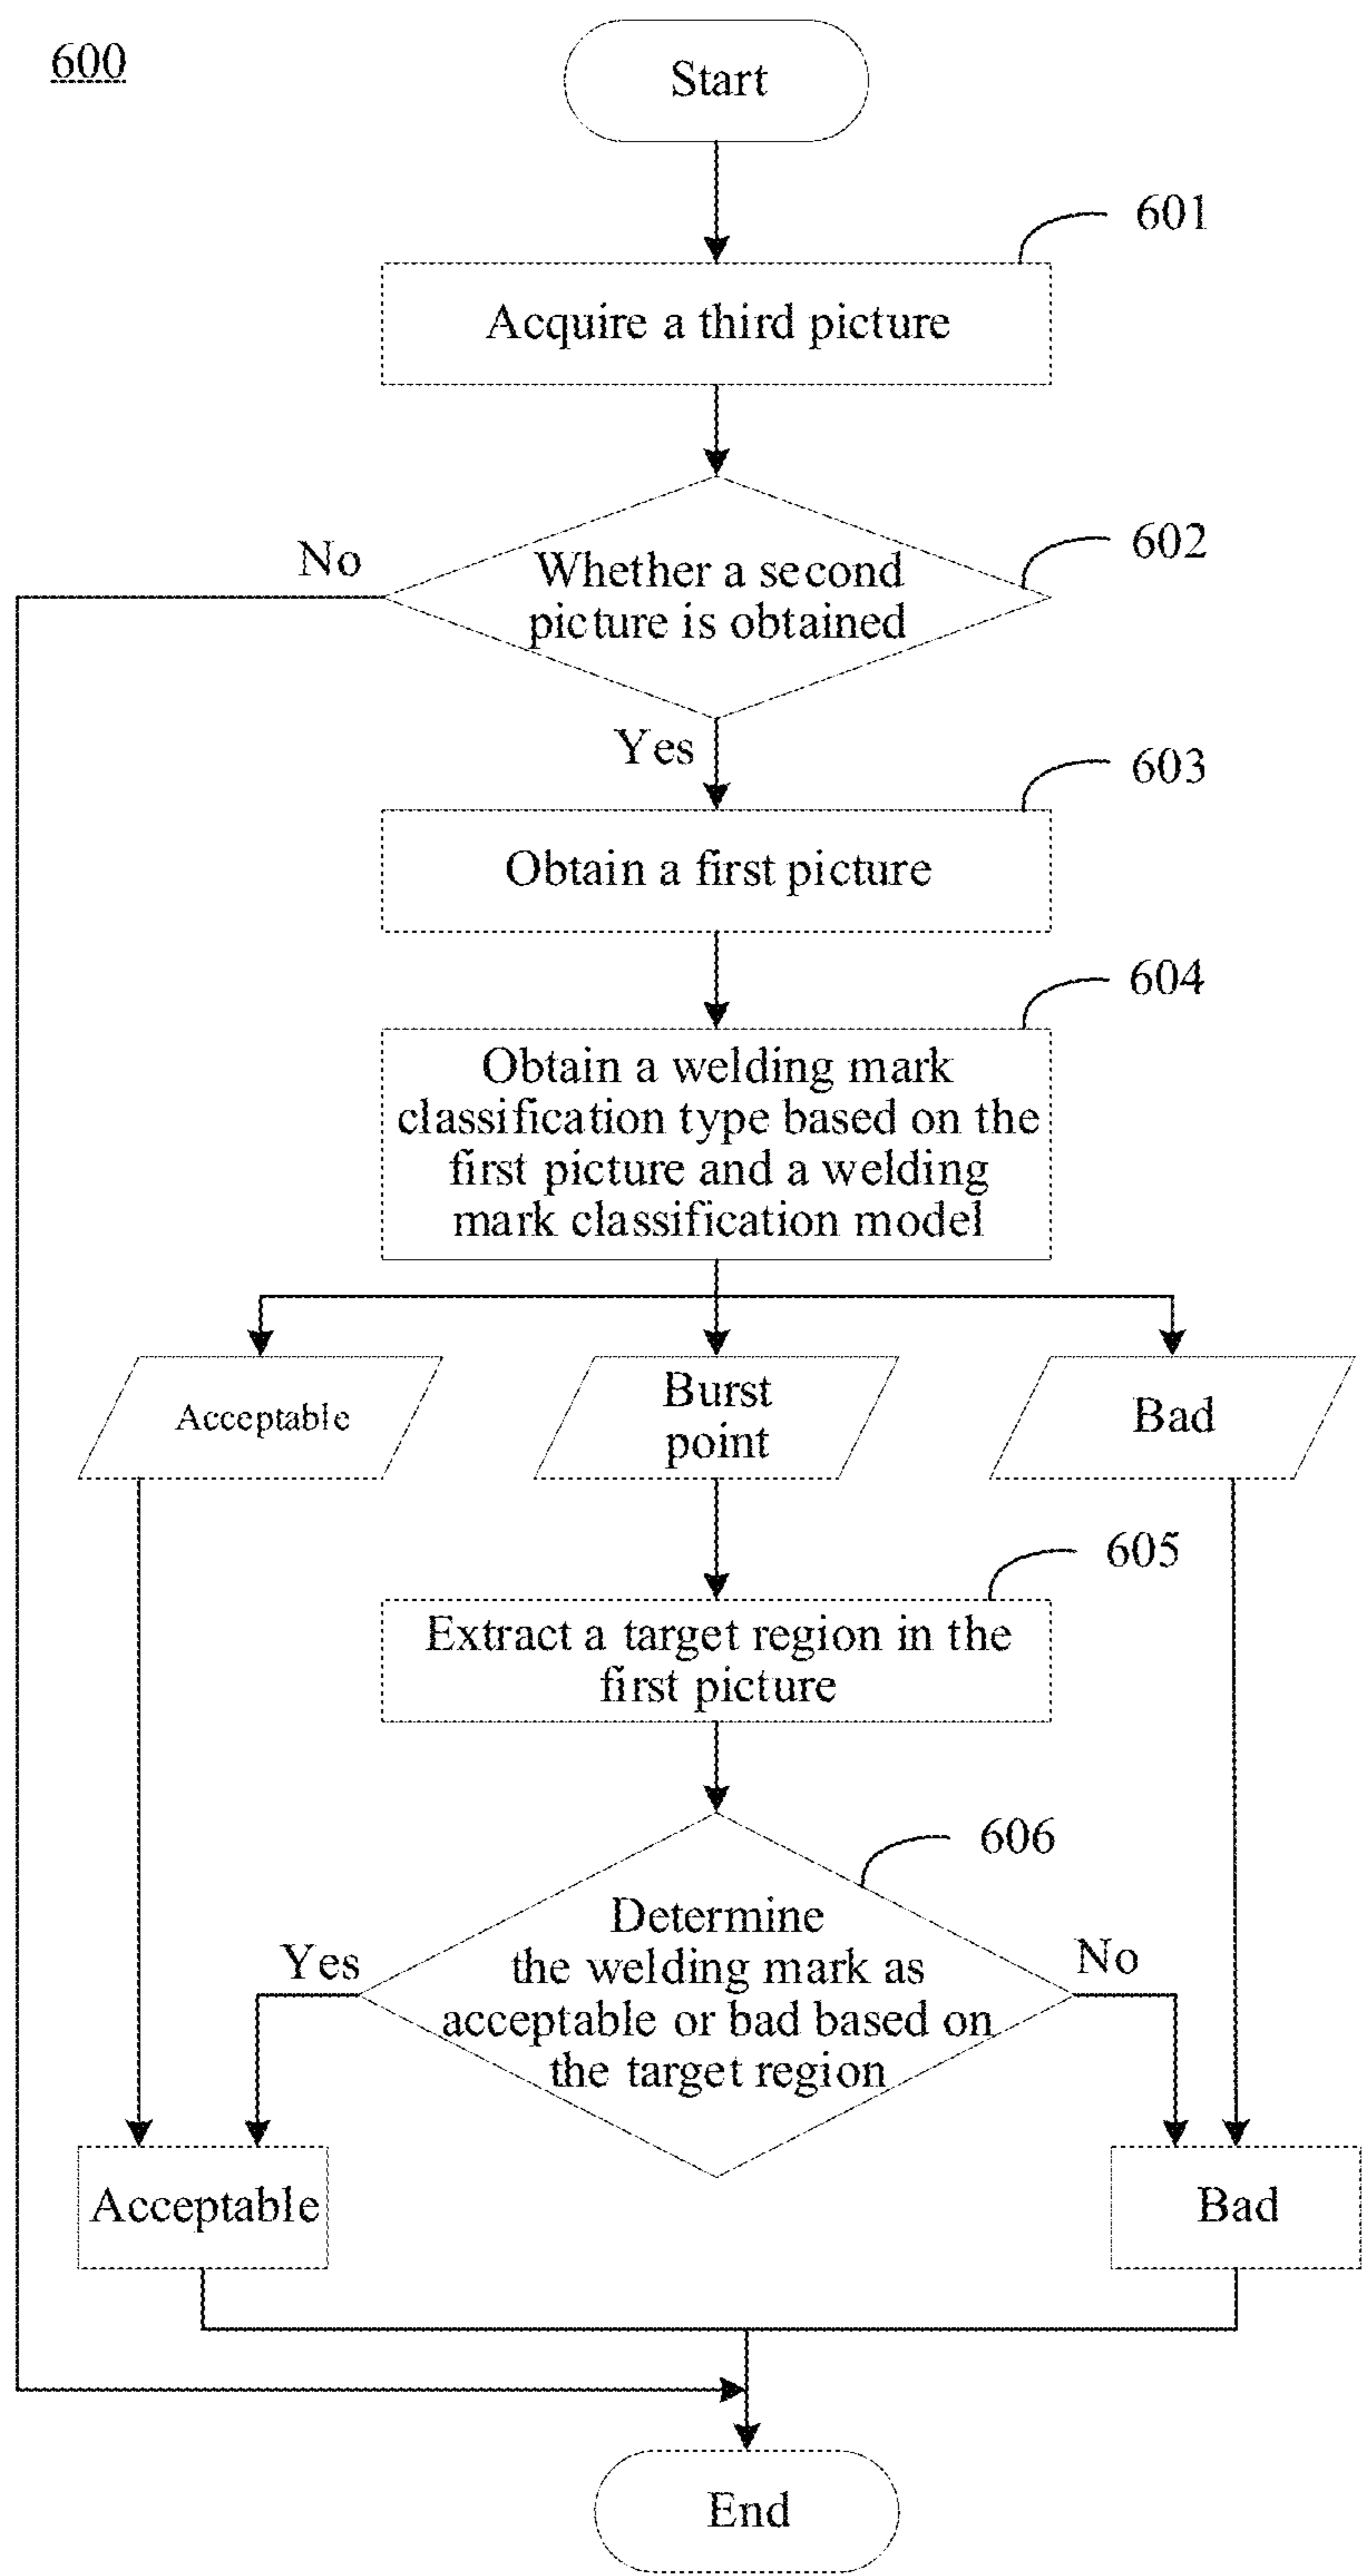 600
Start
601
Acquire a third picture
602
No
Whether a second
picture is obtained
Yes
603
Obtain a first picture
604
Obtain a welding mark
classification type based on the
first picture and a welding
mark classification model
Acceptable
Burst
point
Bad
605
Extract a target region in the
first picture
606
Yes
Determine
the welding mark as
acceptable or bad based on
the target region
No
Acceptable
Bad
End